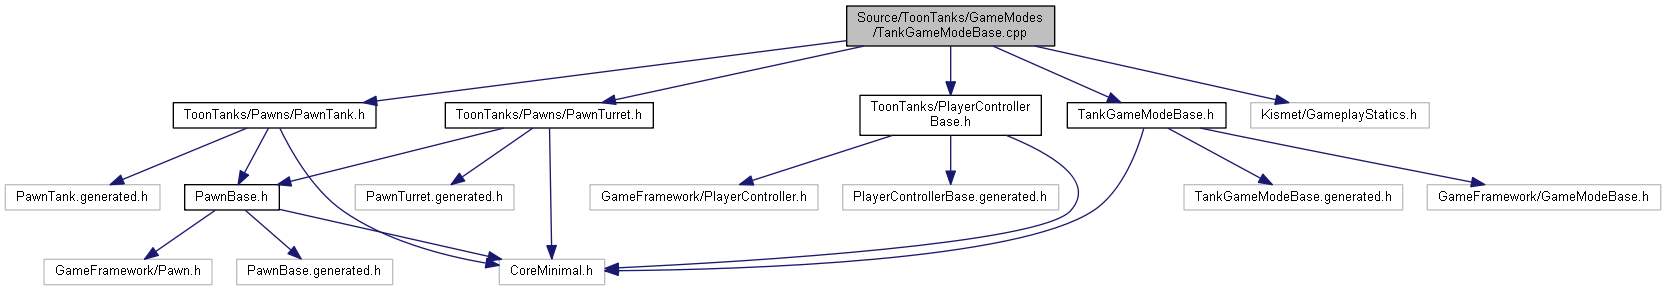 Source/ToonTanks/GameModes
/TankGameModeBase.cpp
ToonTanks/Pawns/PawnTank.h
ToonTanks/Pawns/PawnTurret.h
ToonTanks/PlayerController
Base.h
TankGameModeBase.h
Kismet/GameplayStatics.h
PawnTank.generated.h
PawnBase.h
PawnTurret.generated.h
GameFramework/PlayerController.h
PlayerControllerBase.generated.h
TankGameModeBase.generated.h
GameFramework/GameModeBase.h
GameFramework/Pawn.h
PawnBase.generated.h
CoreMinimal.h